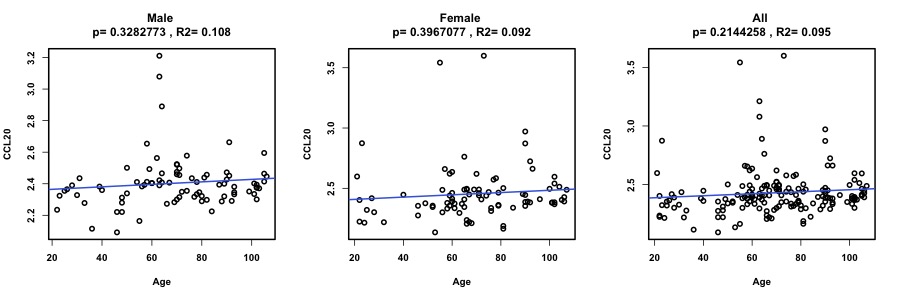 Male
p= 0.3282773 , R2= 0.108
CCL20
3.2
3.0
2.8
2.6
2.4
2.2
20 40 60 80 100
Age
Female
p= 0.3967077 , R2= 0.092
CCL20
3.5
3.0
2.5
20 40 60 80 100
Age
All
p= 0.2144258 , R2= 0.095
CCL20
3.5
3.0
2.5
20 40 60 80 100
Age